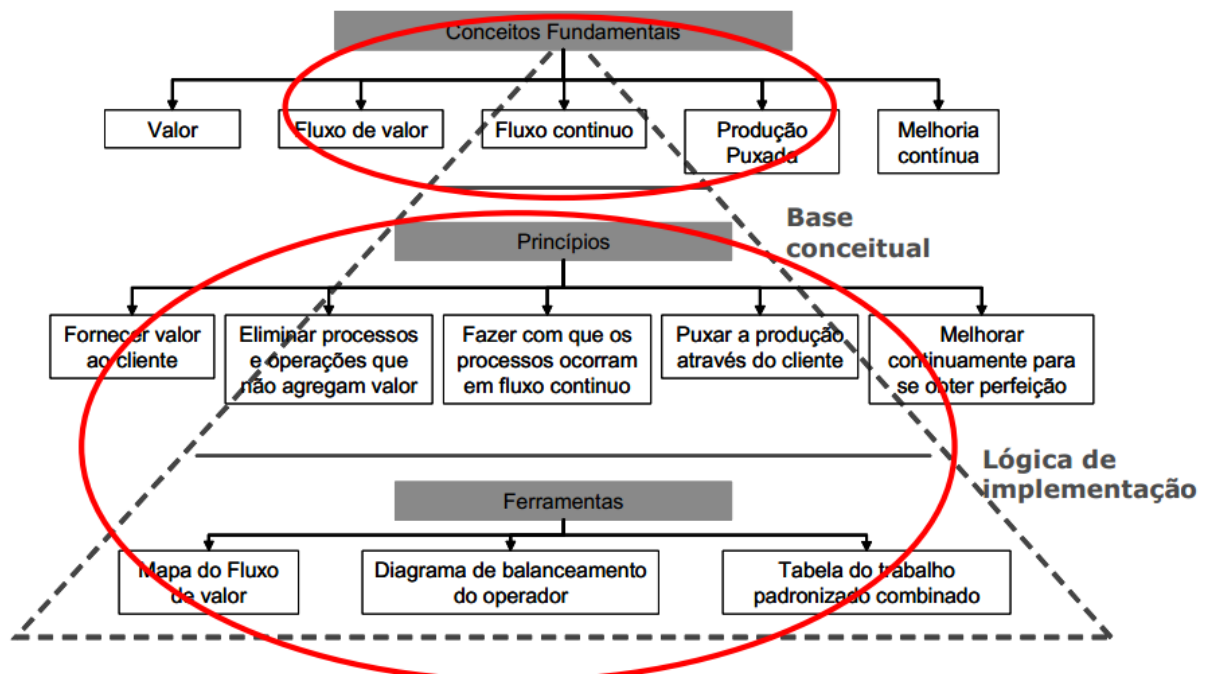 Conceitos Fundamentais
Valor
Fluxo de valor
Fluxo continuo
Produção
Puxada
Melhoria
contínua
Base
conceitual
Princípios
Fornecer valor
ao cliente
Eliminar processos
e operações que
não agregam valor
Fazer com que os
processos ocorram
em fluxo continuo
Puxar a produção
através do cliente
Melhorar
continuamente para
se obter perfeição
Lógica de
implementação
Ferramentas
Mapa do Fluxo
de valor
Diagrama de balanceamento
do operador
Tabela do trabalho
padronizado combinado